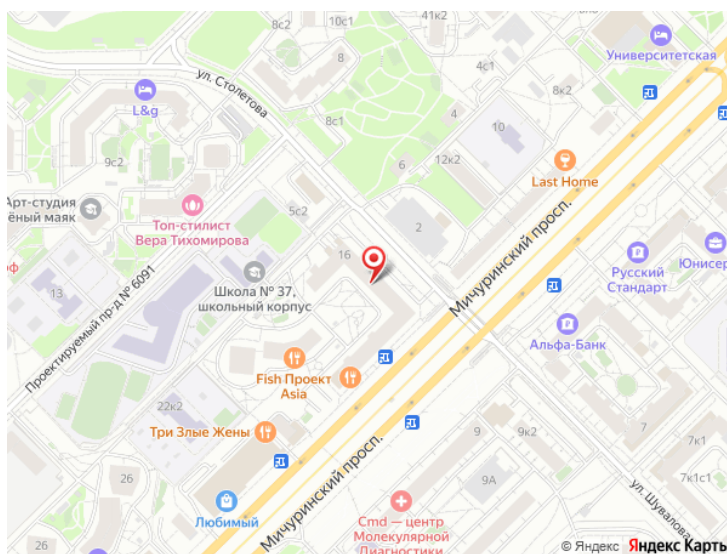 10с2
41к2
8к2
Университетская
4с1
8
ул. Столетова
L&g
8с1
4
10
9с2
6
12к2
Last Home
Арт-студия
ёный маяк
Топ-стилист
Вера Тихомирова
5с2
2
Мичуринский просп.
16
Русский
Стандарт
Юнисер
оф
13
Проектируемый пр-д № 6091
Школа № 37,
школьный корпус
Альфа-Банк
Fish Проект
Asia
22к2
Три Злые Жены
9
9к2
7к1
26
9А
7к1с1
Любимый
Мичуринский просп.
ул. Шувалова
Cmd — центр
Молекулярной
Диагностики
26
© Яндекс Яндекс Карты